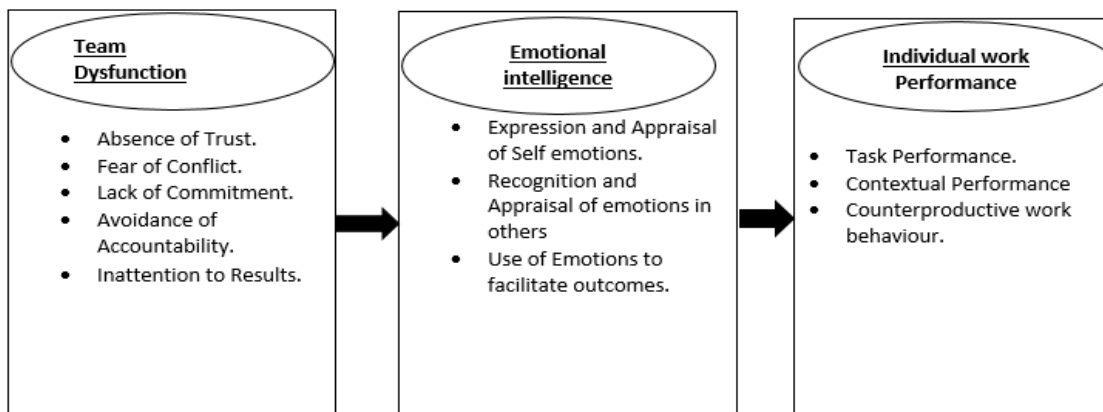 Team
Dysfunction
• Absence of Trust.
• Fear of Conflict.
• Lack of Commitment.
• Avoidance of
Accountability.
• Inattention to Results.
Emotional
intelligence
• Expression and Appraisal
of Self emotions.
• Recognition and
Appraisal of emotions in
others
• Use of Emotions to
facilitate outcomes.
Individual work
Performance
• Task Performance.
• Contextual Performance
• Counterproductive work
behaviour.